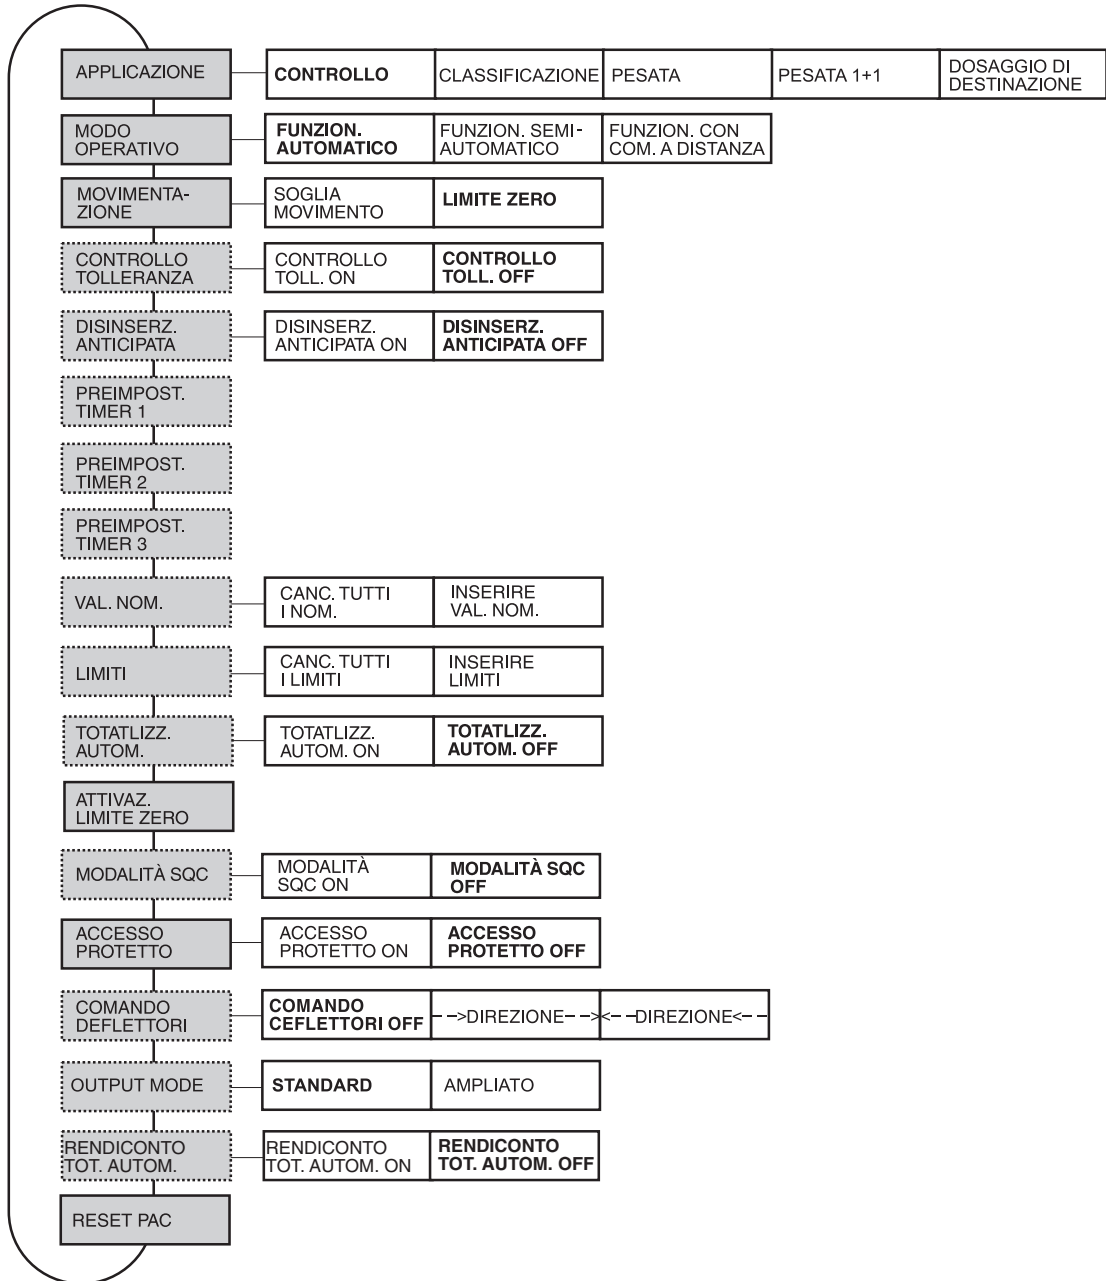 APPLICAZIONE
CONTROLLO
CLASSIFICAZIONE
PESATA
PESATA 1+1
DOSAGGIO DI
DESTINAZIONE
MODO
OPERATIVO
FUNZION.
AUTOMATICO
FUNZION. SEMI-
AUTOMATICO
FUNZION. CON
COM. A DISTANZA
MOVIMENTA-
ZIONE
SOGLIA
MOVIMENTO
LIMITE ZERO
CONTROLLO
TOLLERANZA
CONTROLLO
TOLL. ON
CONTROLLO
TOLL. OFF
DISINSERZ.
ANTICIPATA
DISINSERZ.
ANTICIPATA ON
DISINSERZ.
ANTICIPATA OFF
PREIMPOST.
TIMER 1
PREIMPOST.
TIMER 2
PREIMPOST.
TIMER 3
VAL. NOM.
CANC. TUTTI
I NOM.
INSERIRE
VAL. NOM.
LIMITI
CANC. TUTTI
I LIMITI
INSERIRE
LIMITI
TOTATLIZZ.
AUTOM.
TOTATLIZZ.
AUTOM. ON
TOTATLIZZ.
AUTOM. OFF
ATTIVAZ.
LIMITE ZERO
MODALITÀ SQC
MODALITÀ
SQC ON
MODALITÀ SQC
OFF
ACCESSO
PROTETTO
ACCESSO
PROTETTO ON
ACCESSO
PROTETTO OFF
COMANDO
DEFLETTORI
COMANDO
CEFLETTORI OFF
-->DIREZIONE-->
<--DIREZIONE<--
OUTPUT MODE
STANDARD
AMPLIATO
RENDICONTO
TOT. AUTOM.
RENDICONTO
TOT. AUTOM. ON
RENDICONTO
TOT. AUTOM. OFF
RESET PAC